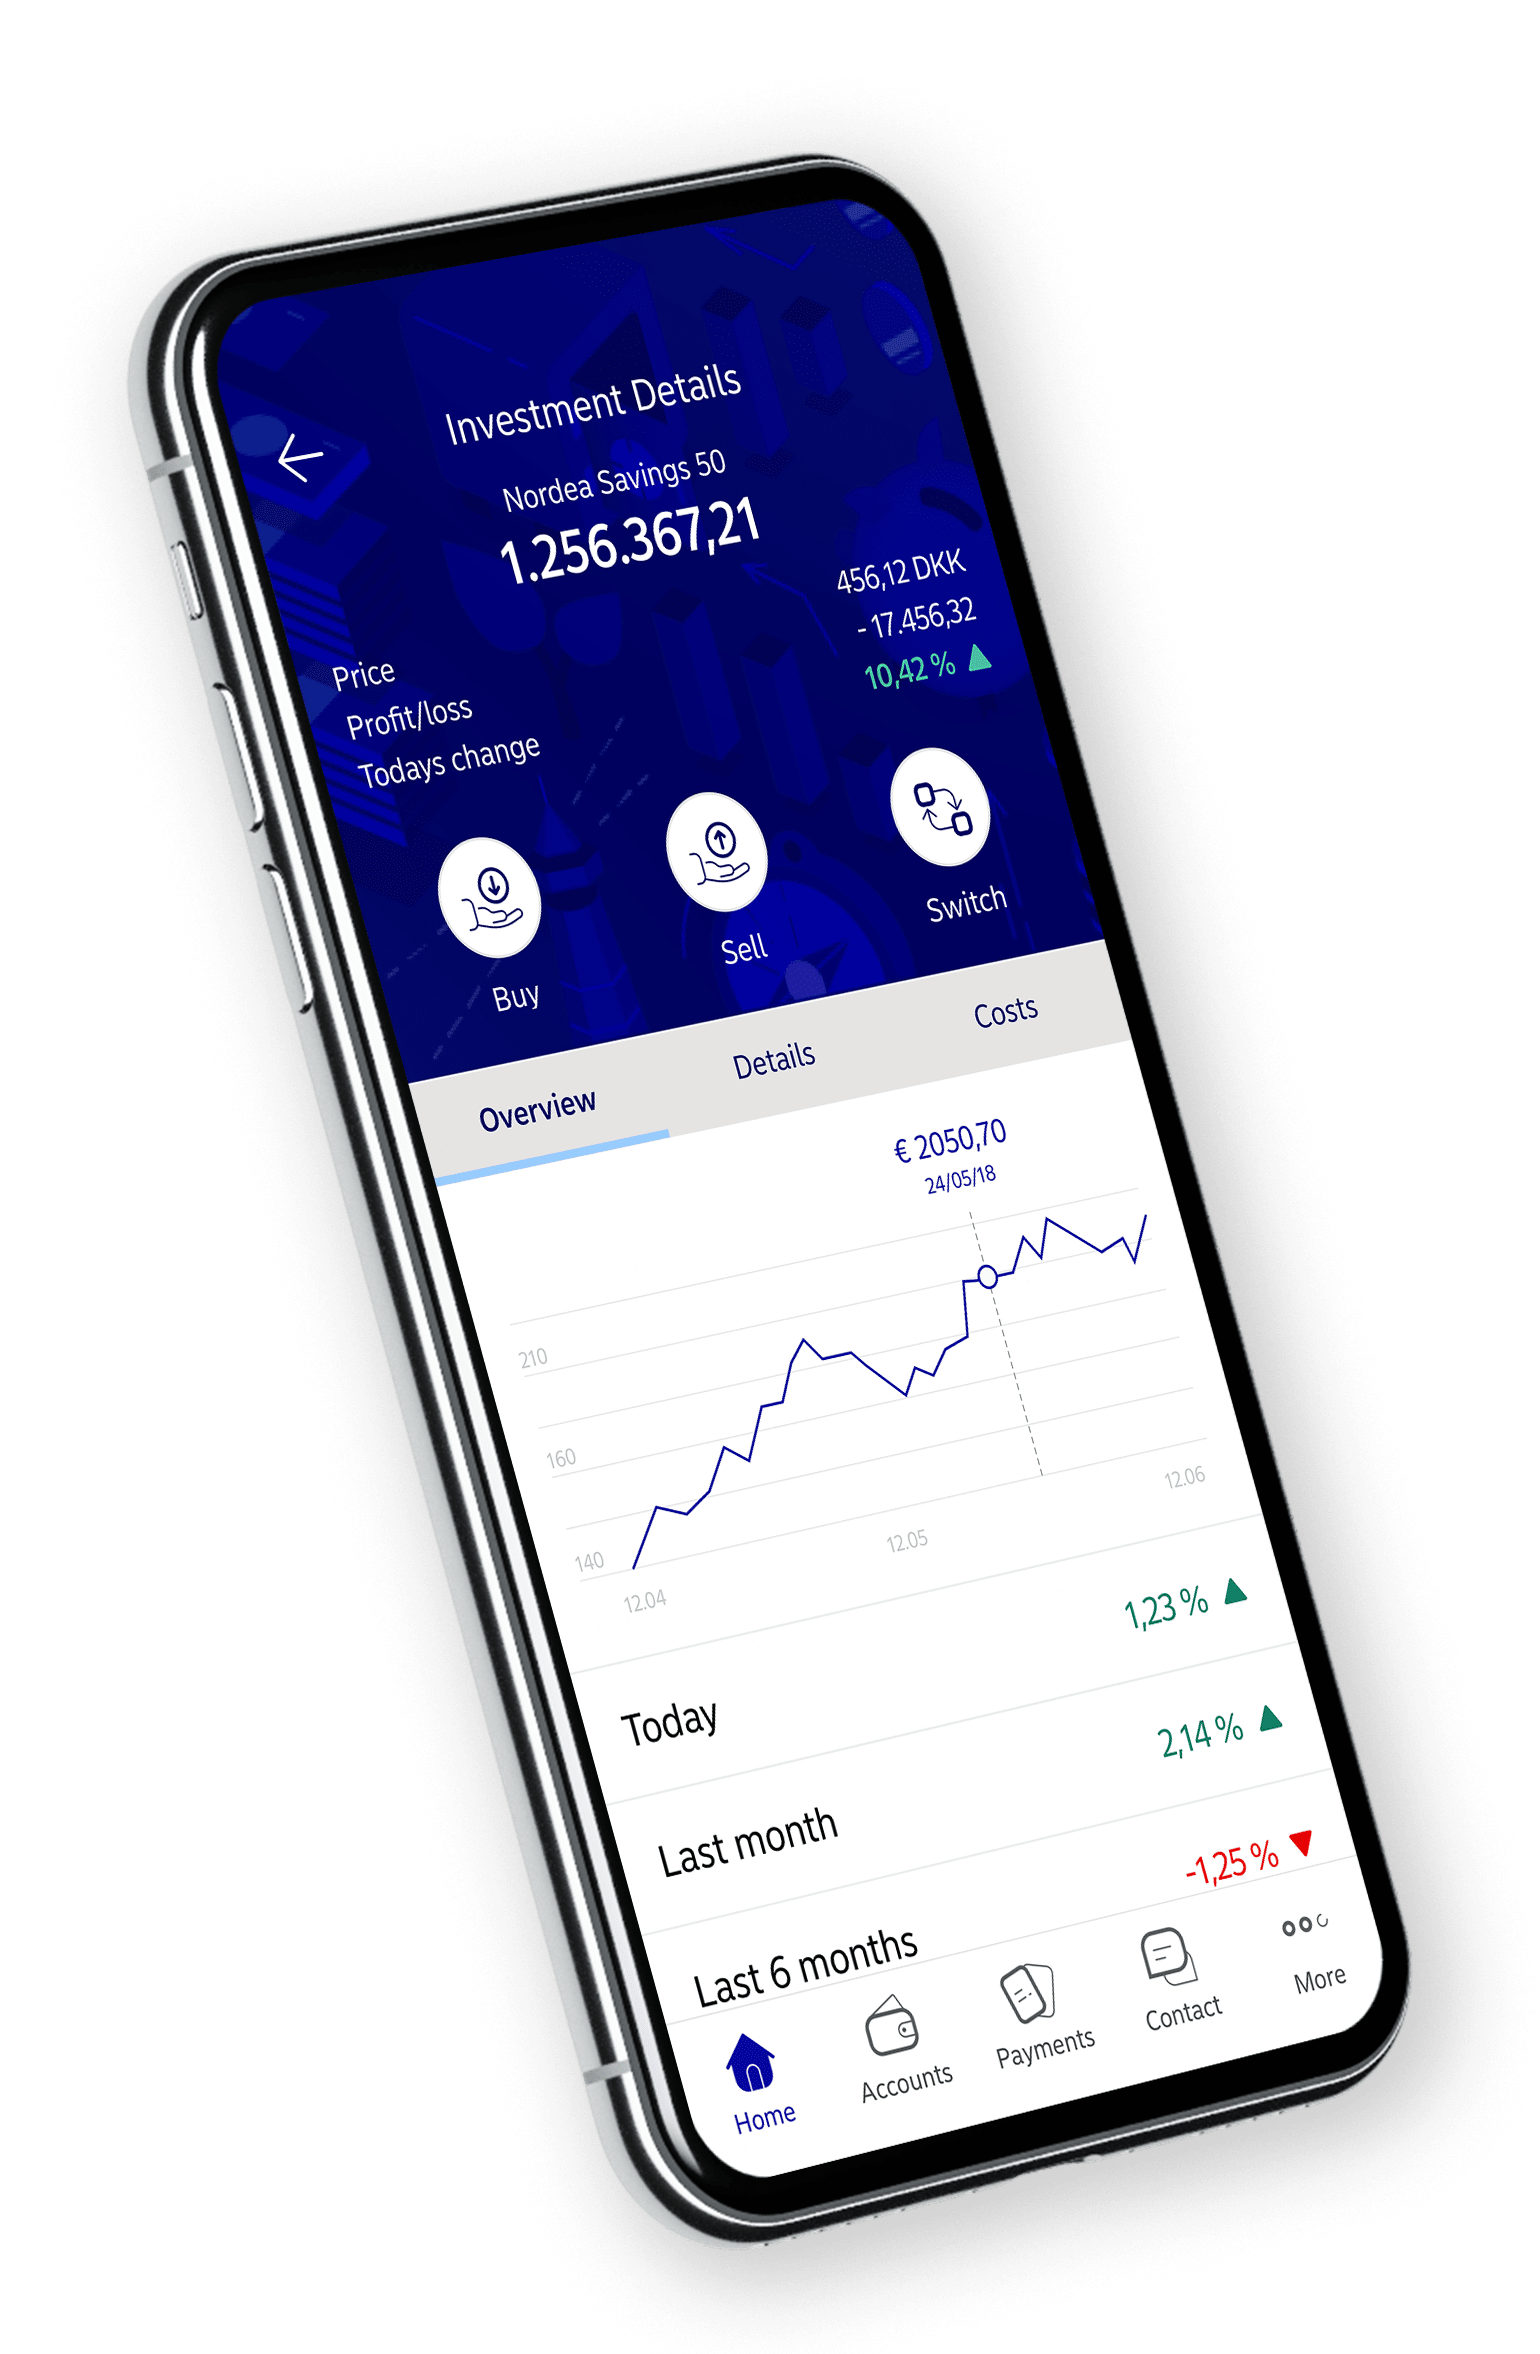 Investment Details
Nordea Savings 50
1.256.367,21
Price 456,12 DKK
Profit/loss - 17.456,32
Todays change 10,42 %
Buy Sell Switch
Overview Details Costs
€ 2050,70
24/05/18
210
160
140
12.04 12.05 12.06
Today 1,23 %
Last month 2,14 %
Last 6 months -1,25 %
Home Accounts Payments Contact More